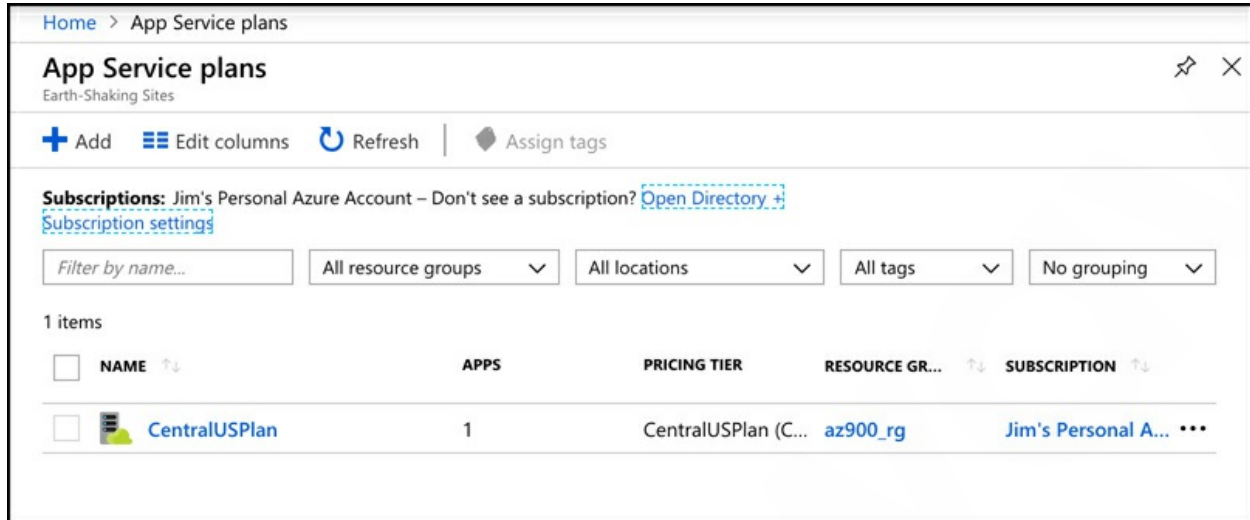 Home > App Service plans
App Service plans
Earth-Shaking Sites
Add Edit columns Refresh Assign tags
Subscriptions: Jim's Personal Azure Account – Don't see a subscription? Open Directory +
Subscription settings
Filter by name... All resource groups All locations All tags No grouping
1 items
NAME APPS PRICING TIER RESOURCE GR... SUBSCRIPTION
CentralUSPlan 1 CentralUSPlan (C... az900_rg Jim's Personal A... •••